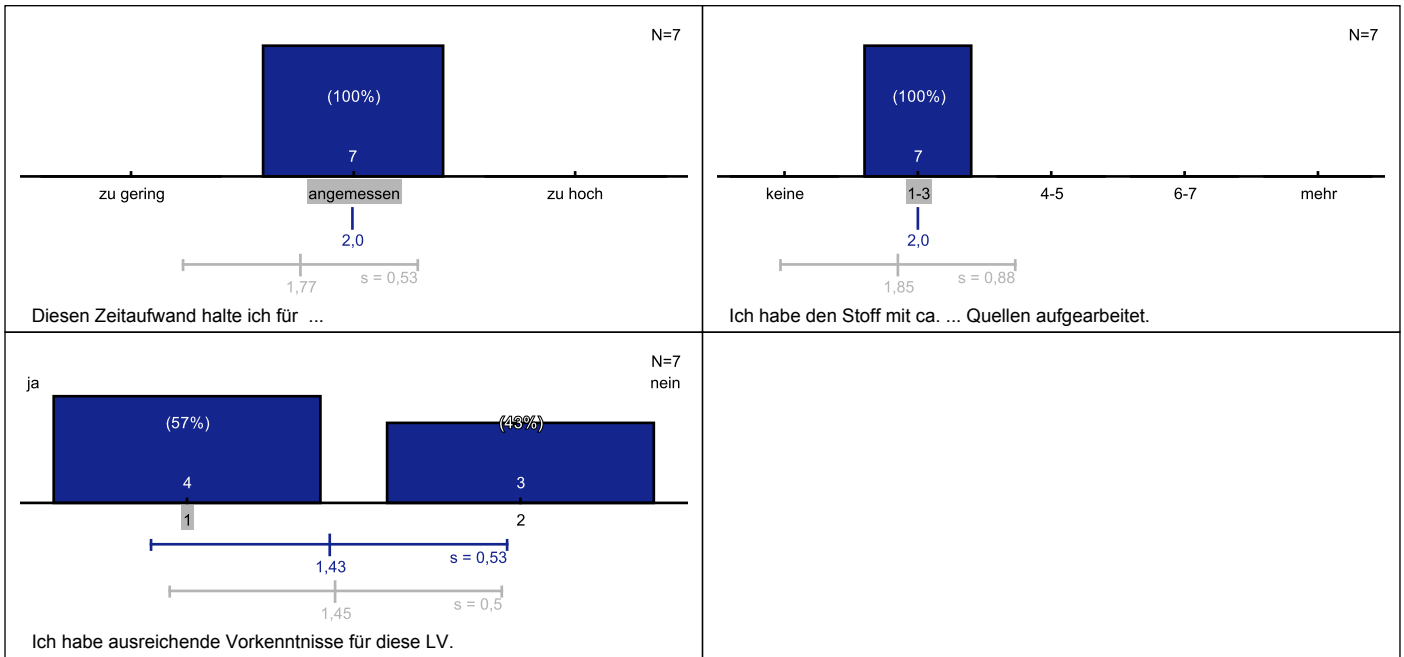 N=7
(100%)
7
zu gering
angemessen
zu hoch
2,0
s = 0,53
1,77
Diesen Zeitaufwand halte ich für ...
N=7
(100%)
7
keine
1-3
4-5
6-7
mehr
2,0
s = 0,88
1,85
Ich habe den Stoff mit ca. ... Quellen aufgearbeitet.
N=7
ja
nein
(57%)
(43%)
4
3
1
2
s = 0,53
1,43
s = 0,5
1,45
Ich habe ausreichende Vorkenntnisse für diese LV.